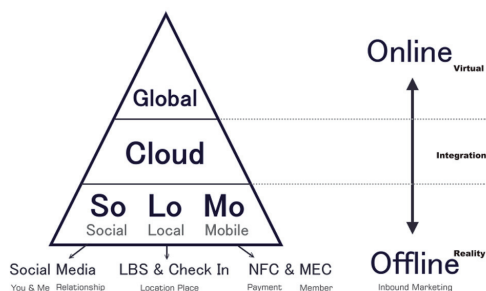 Global
Cloud
So Lo Mo
Social Local Mobile
Social Media LBS & Check In NFC & MEC
You & Me Relationship Location Place Payment Member
Online
Virtual
Integration
Offline
Reality
Inbound Marketing